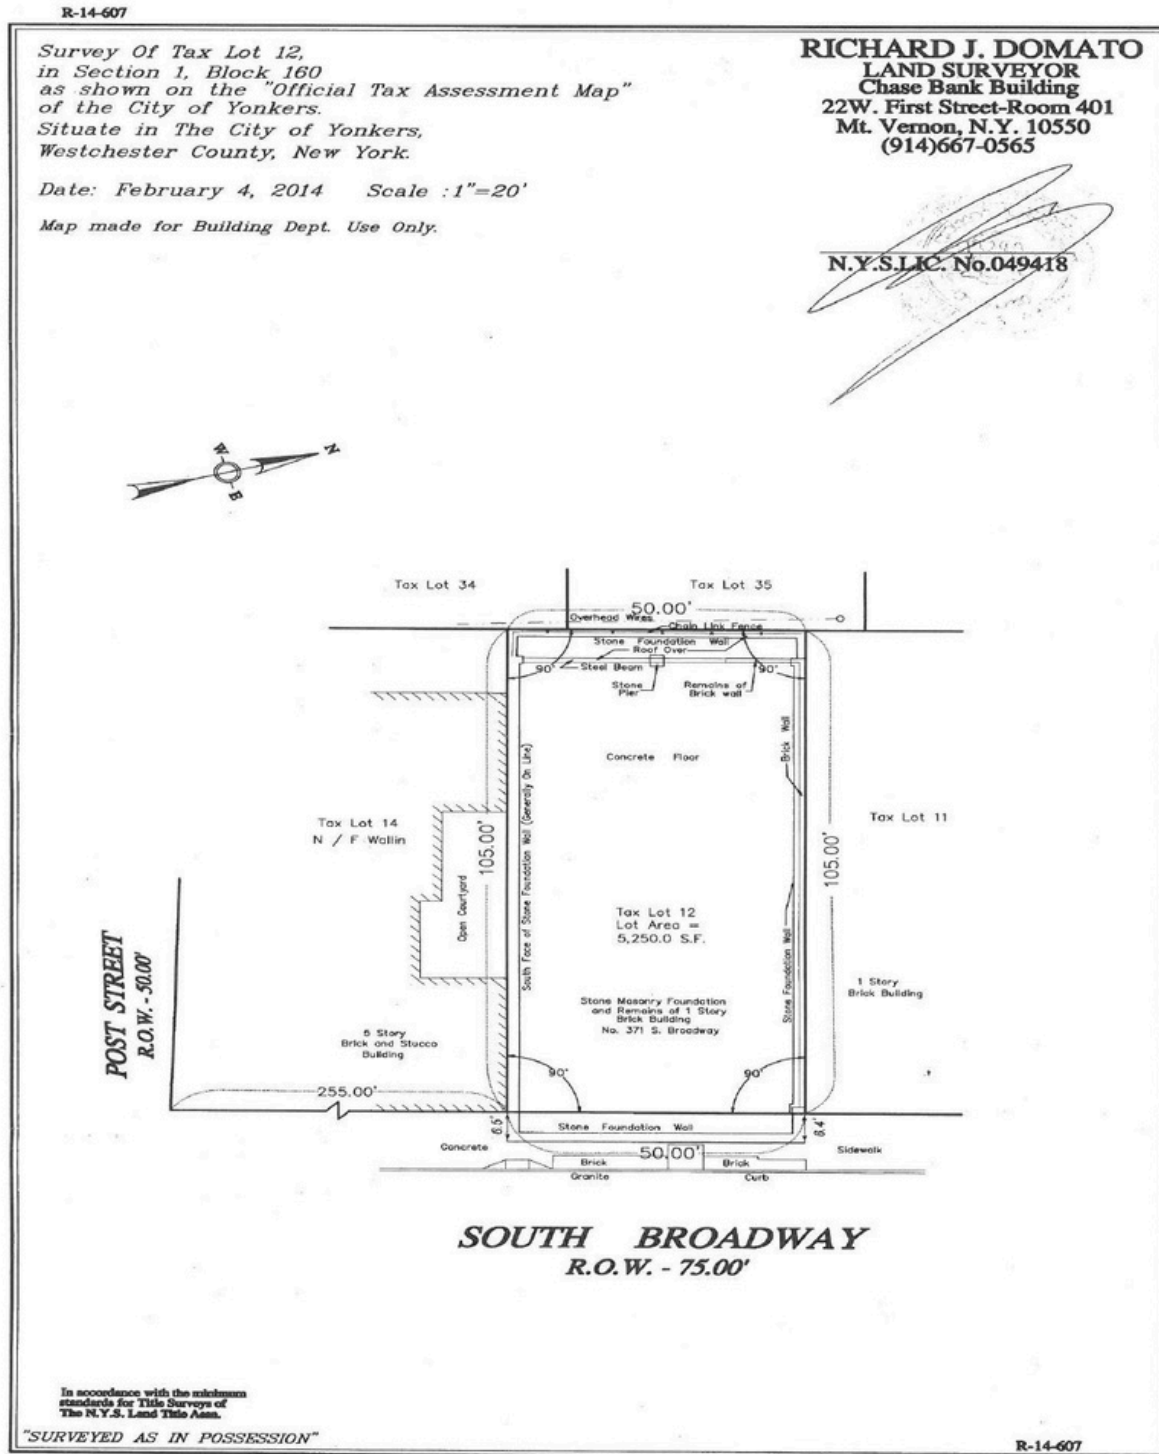 R-14-607
Survey Of Tax Lot 12,
in Section 1, Block 160
as shown on the "Official Tax Assessment Map"
of the City of Yonkers.
Situate in The City of Yonkers,
Westchester County, New York.
Date: February 4, 2014 Scale :1"=20'
Map made for Building Dept. Use Only.
RICHARD J. DOMATO
LAND SURVEYOR
Chase Bank Building
22W. First Street-Room 401
Mt. Vernon, N.Y. 10550
(914)667-0565
N.Y.S.LIC. No.049418
W
N
E
Tax Lot 34
Tax Lot 35
50.00'
Overhead Wires
Chain Link Fence
Stone Foundation Wall
Roof Over
90'
Steel Beam
90'
Stone
Pier
Remains of
Brick wall
Brick Wall
Concrete Floor
South Face of Stone Foundation Wall (Generally On Line)
Tax Lot 14
N / F Wallin
105.00'
Open Courtyard
Tax Lot 11
105.00'
Tax Lot 12
Lot Area =
5,250.0 S.F.
Stone Foundation Wall
POST STREET
R.O.W. - 50.00'
1 Story
Brick Building
Stone Masonry Foundation
and Remains of 1 Story
Brick Building
No. 371 S. Broadway
Story
Brick and Stucco
Building
90'
90'
255.00'
Stone Foundation Wall
Concrete
50.00'
Sidewalk
Brick
Brick
Granite
Curb
SOUTH BROADWAY
R.O.W. - 75.00'
In accordance with the minimum
standards for Title Surveys of
The N.Y.S. Land Title Assn.
"SURVEYED AS IN POSSESSION"
R-14-607